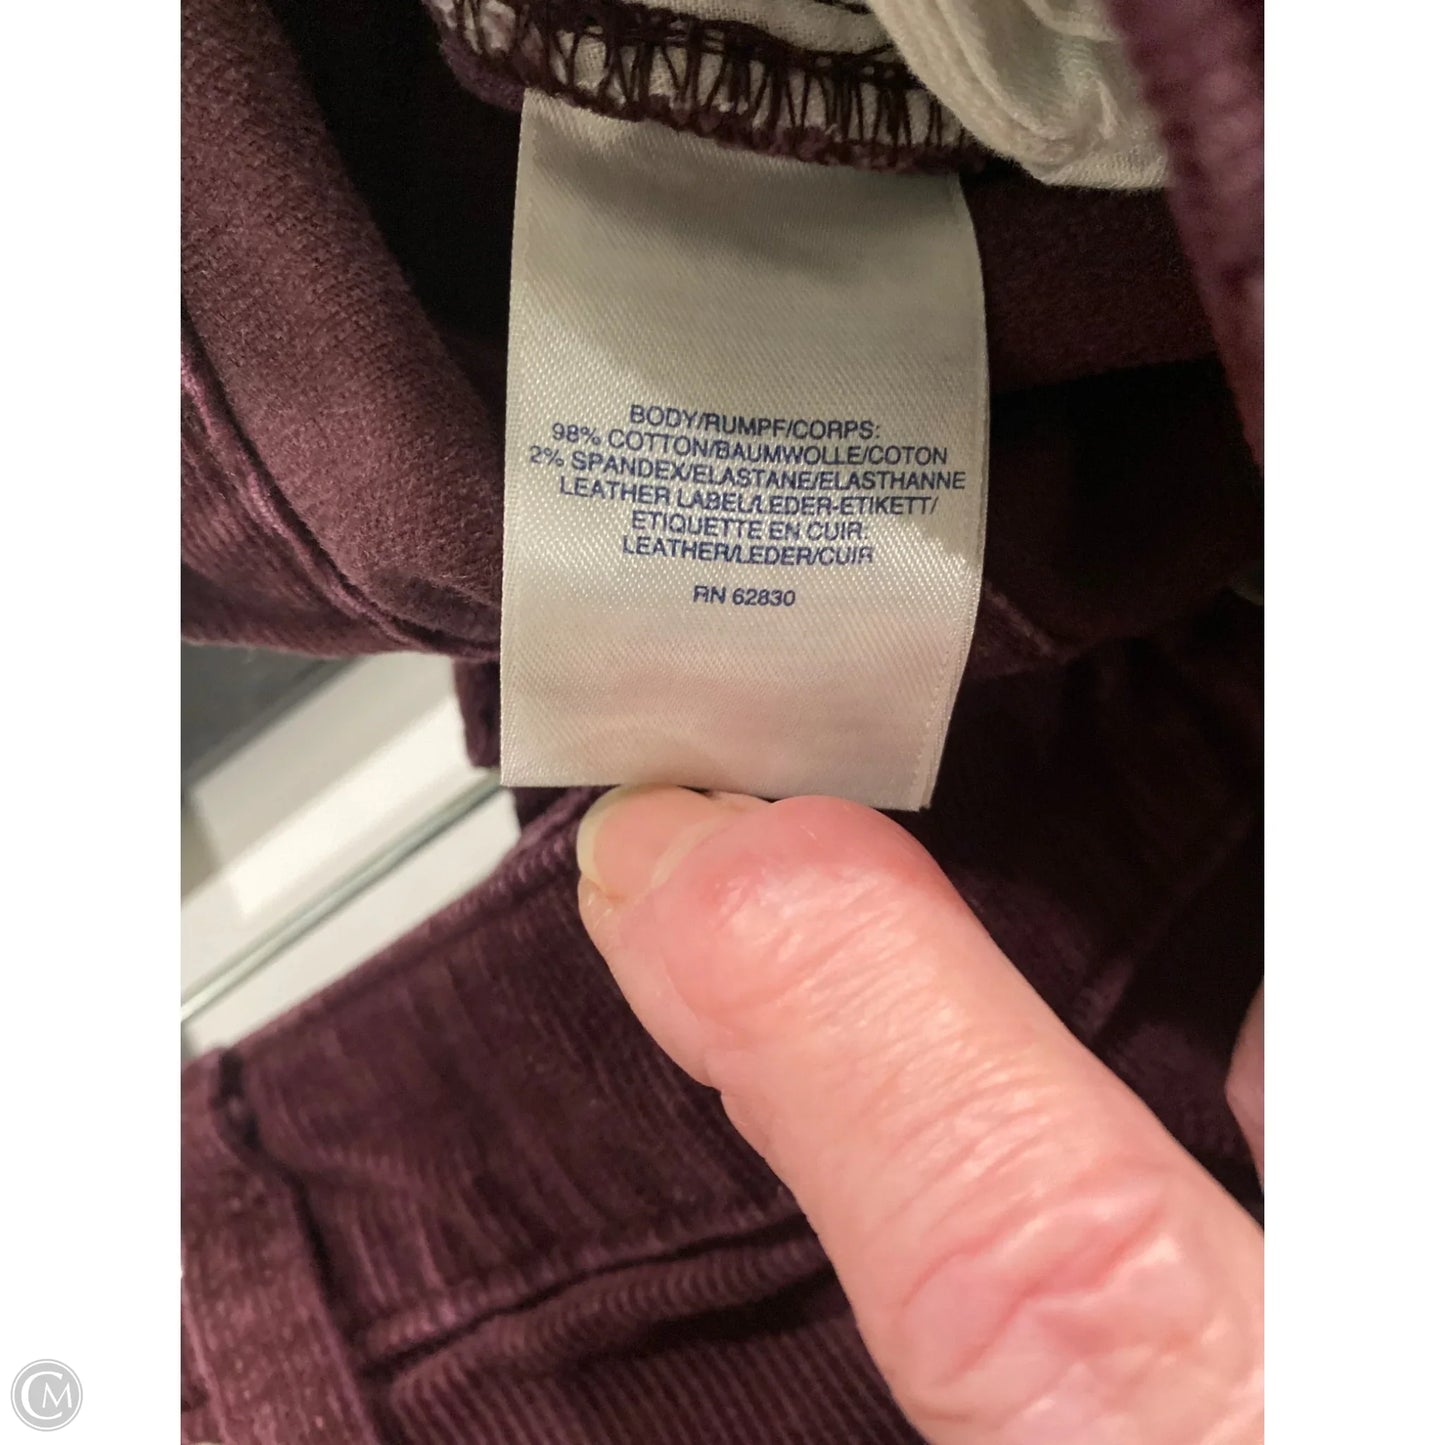 BODY/RUMPF/CORPS:
98% COTTON/BAUMWOLLE/COTON
2% SPANDEX/ELASTANE/ELASTHANNE
LEATHER LABEL/LEDER-ETIKETT/
ETIQUETTE EN CUIR:
LEATHER/LEDER/CUIR
RN 62830
CM